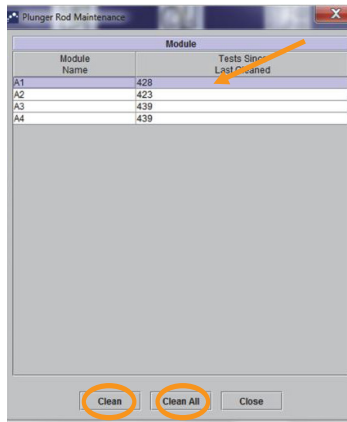 Plunger Rod Maintenance
Module
Module Name
Tests Since Last Cleaned
A1 428
A2 423
A3 439
A4 439
Clean Clean All Close